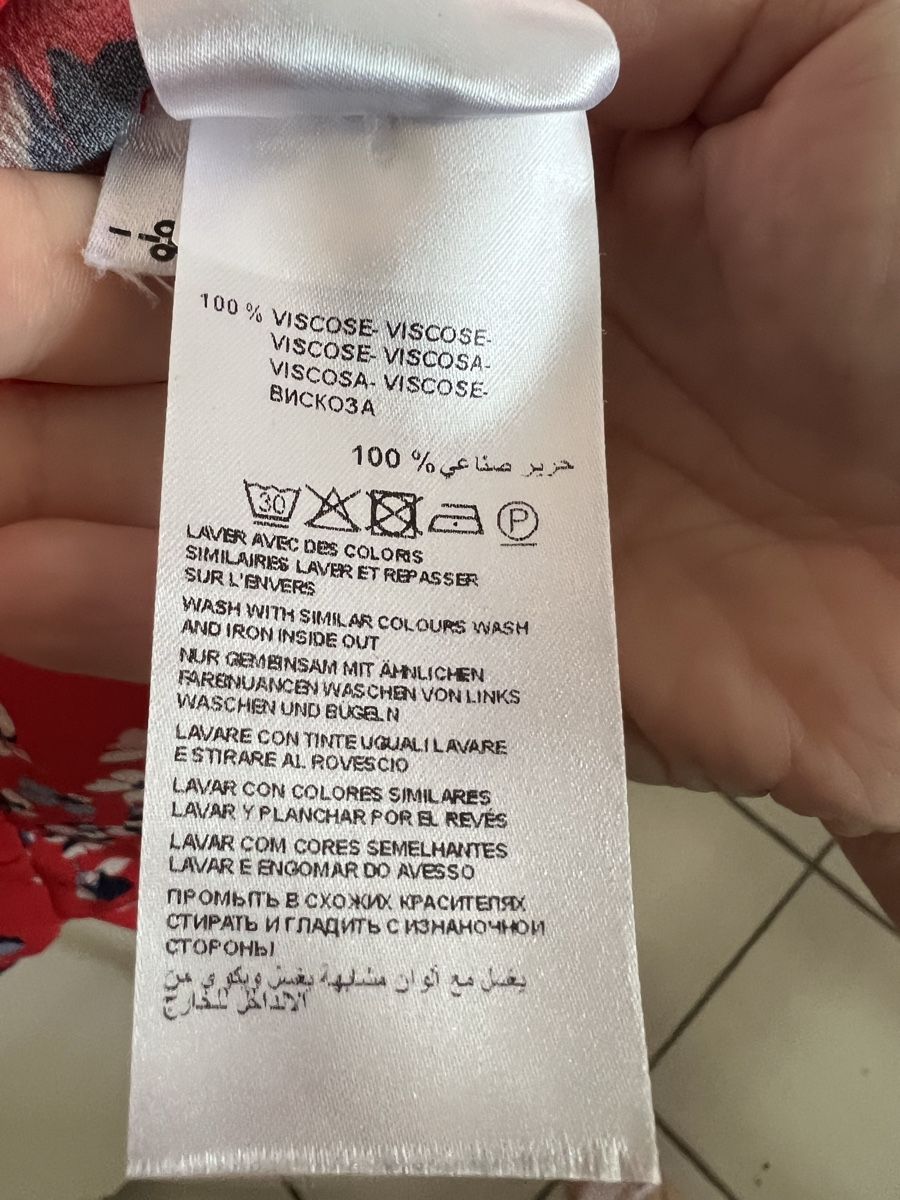 100 % VISCOSE- VISCOSE-
VISCOSE- VISCOSA-
VISCOSA- VISCOSE-
ВИСКОЗА
100 % حرير صناعي
30 P
LAVER AVEC DES COLORIS
SIMILAIRES LAVER ET REPASSER
SUR L'ENVERS
WASH WITH SIMILAR COLOURS WASH
AND IRON INSIDE OUT
NUR GEMEINSAM MIT ÄHNLICHEN
FARBNUANCEN WASCHEN VON LINKS
WASCHEN UND BUGELN
LAVARE CON TINTE UGUALI LAVARE
E STIRARE AL ROVESCIO
LAVAR CON COLORES SIMILARES
LAVAR Y PLANCHAR POR EL REVÉS
LAVAR COM CORES SEMELHANTES
LAVAR E ENGOMAR DO AVESSO
ПРОМЫТЬ В СХОЖИХ КРАСИТЕЛЯХ
СТИРАТЬ И ГЛАДИТЬ С ИЗНАНОЧНОИ
СТОРОНЫ
يغسل مع ألوان مشابهة يغسل ويكوي من
الداخل للخارج